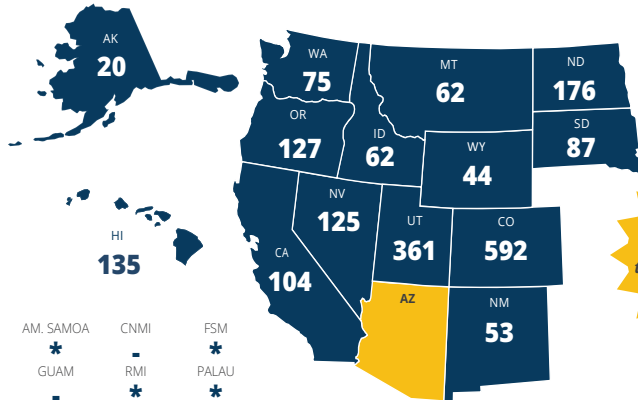 AK
20
WA
75
MT
62
ND
176
OR
127
ID
62
SD
87
WY
44
NV
125
UT
361
CO
592
HI
135
CA
104
AZ
NM
53
AM. SAMOA CNMI FSM
* - *
GUAM RMI PALAU
- * *